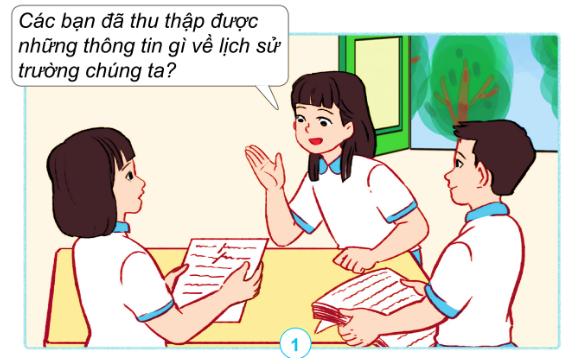 Các bạn đã thu thập được
những thông tin gì về lịch sử
trường chúng ta?
1